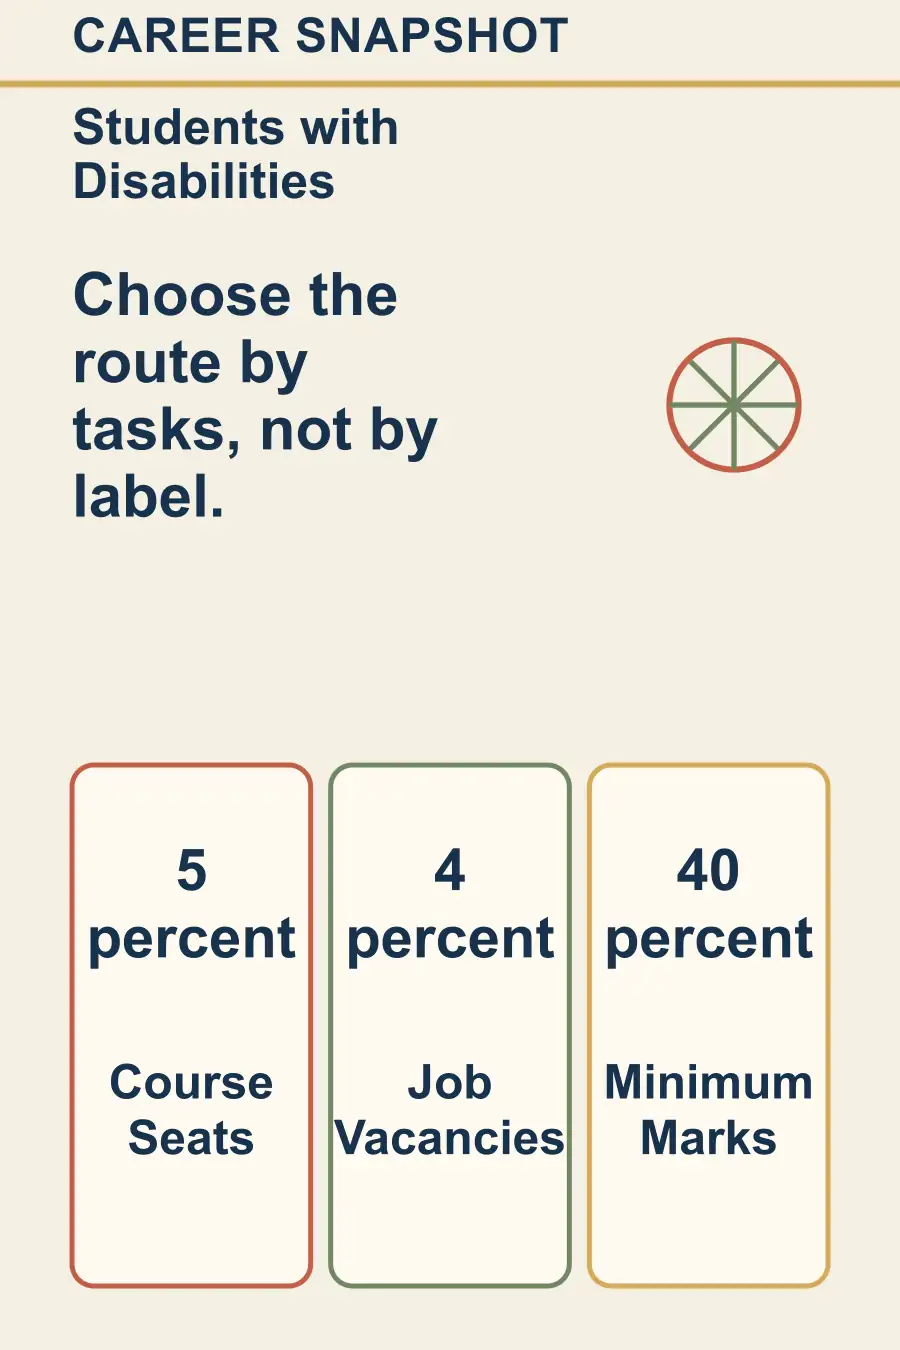 CAREER SNAPSHOT
Students with
Disabilities
Choose the
route by
tasks, not by
label.
5
percent
Course
Seats
4
percent
Job
Vacancies
40
percent
Minimum
Marks